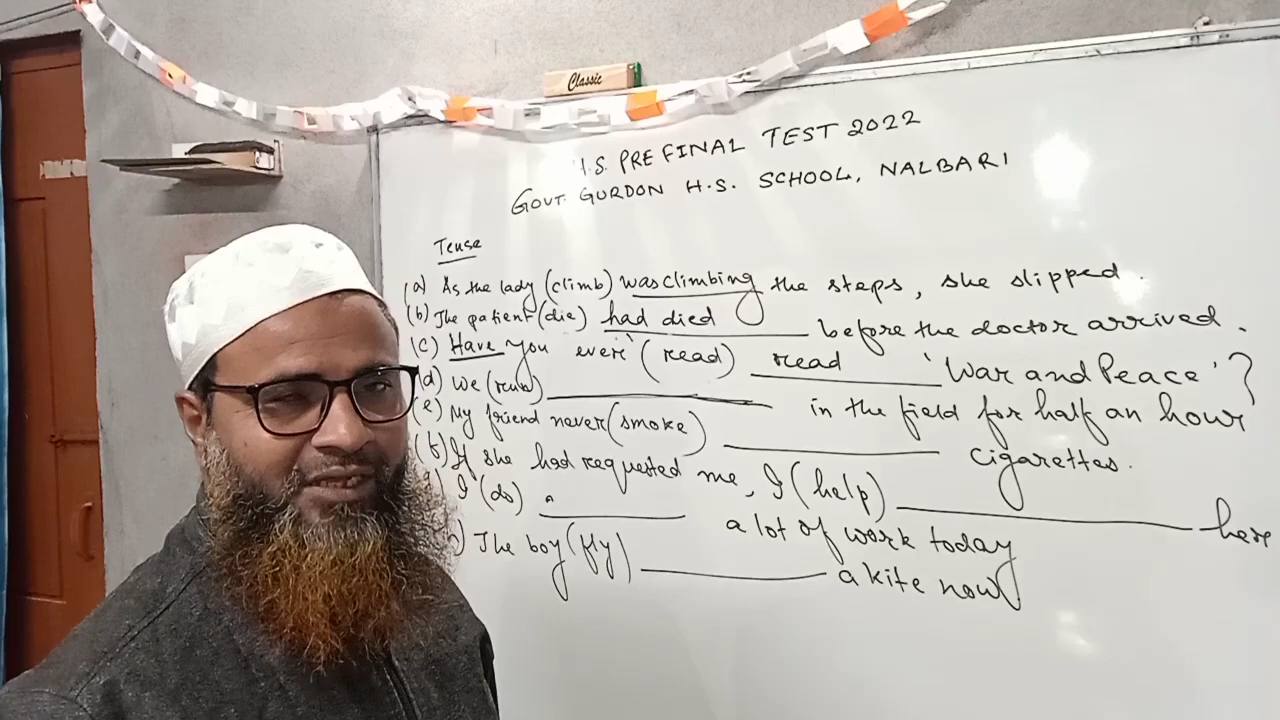 Classic
H.S. PRE FINAL TEST 2022
GOVT. GURDON H.S. SCHOOL, NALBARI
Tense
(a) As the lady (climb) was climbing the steps, she slipped.
(b) The patient (die) had died before the doctor arrived.
(c) Have you ever (read) read 'War and Peace'?
(d) We (run) in the field for half an hour
(e) My friend never (smoke) cigarettes.
(f) If she had requested me, I (help) her
I (do) a lot of work today
) The boy (fly) a kite now